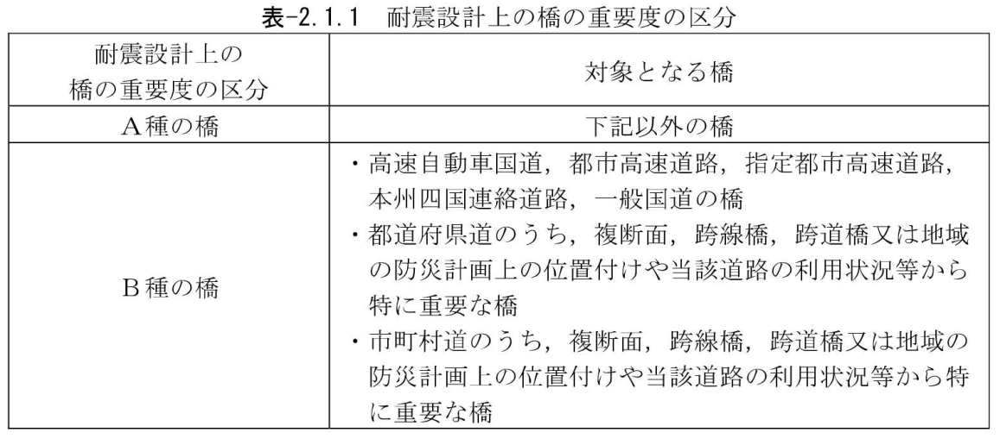 表-2.1.1 耐震設計上の橋の重要度の区分
耐震設計上の
橋の重要度の区分
対象となる橋
A種の橋
下記以外の橋
B種の橋
・高速自動車国道，都市高速道路，指定都市高速道路，
本州四国連絡道路，一般国道の橋
・都道府県道のうち，複断面，跨線橋，跨道橋又は地域
の防災計画上の位置付けや当該道路の利用状況等から
特に重要な橋
・市町村道のうち，複断面，跨線橋，跨道橋又は地域の
防災計画上の位置付けや当該道路の利用状況等から特
に重要な橋